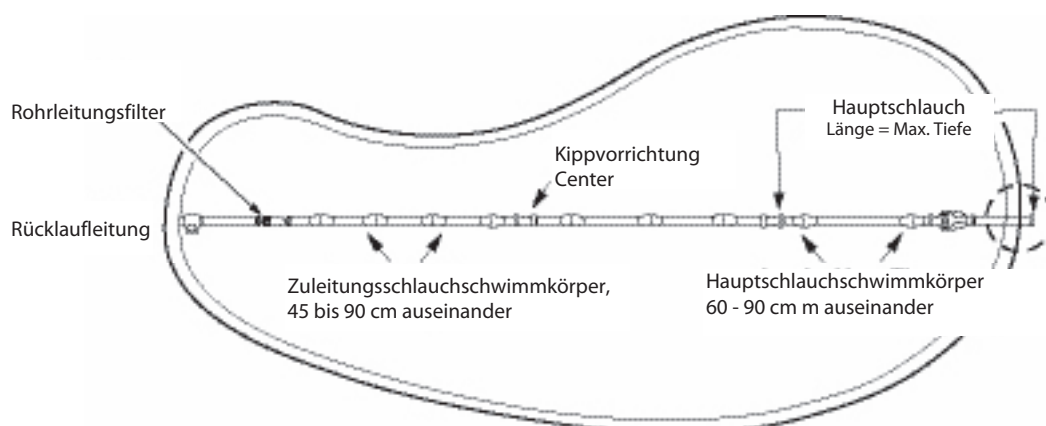 Rohrleitungsfilter
Rücklaufleitung
Kippvorrichtung
Center
Hauptschlauch
Länge = Max. Tiefe
Zuleitungsschlauchschwimmkörper,
45 bis 90 cm auseinander
Hauptschlauchschwimmkörper
60 - 90 cm m auseinander